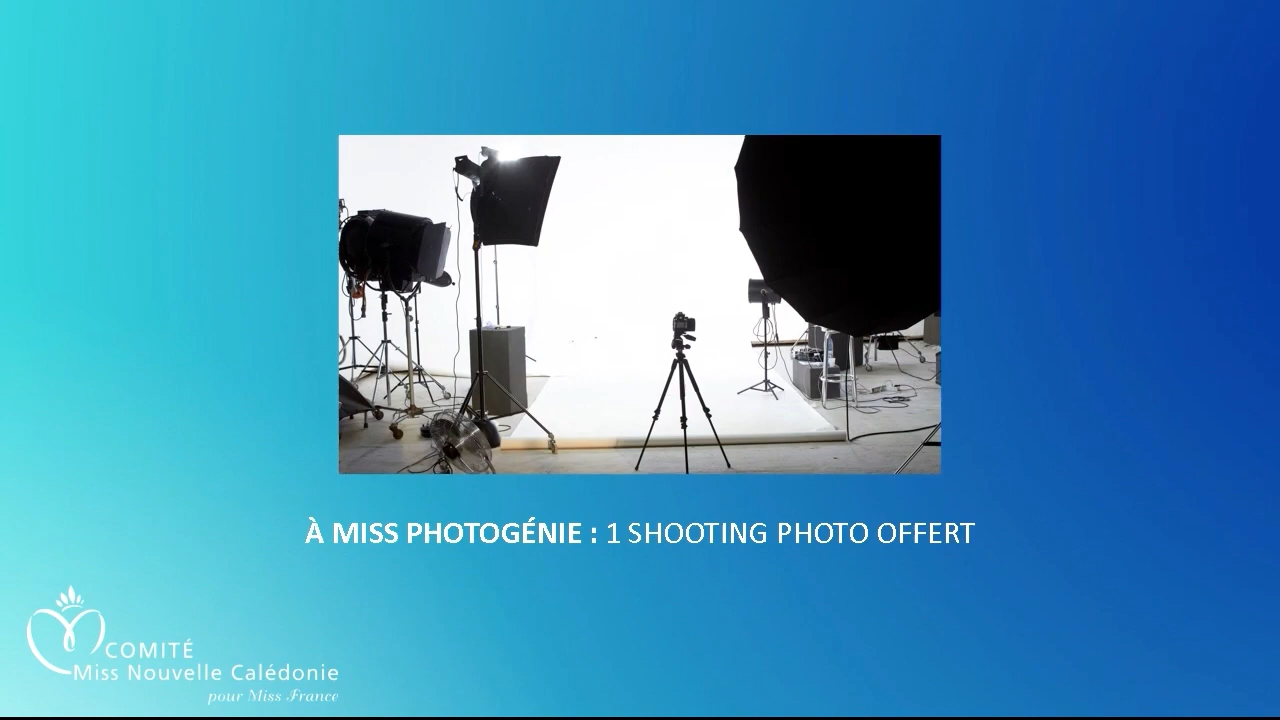 À MISS PHOTOGÉNIE : 1 SHOOTING PHOTO OFFERT
COMITÉ
Miss Nouvelle Calédonie
pour Miss France